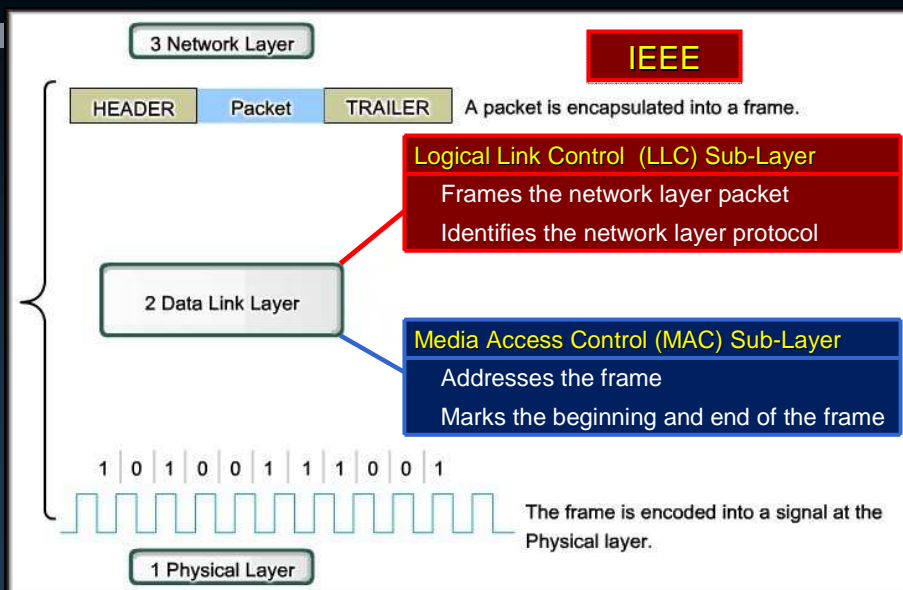 3 Network Layer
IEEE
HEADER Packet TRAILER A packet is encapsulated into a frame.
Logical Link Control (LLC) Sub-Layer
Frames the network layer packet
Identifies the network layer protocol
2 Data Link Layer
Media Access Control (MAC) Sub-Layer
Addresses the frame
Marks the beginning and end of the frame
1 0 1 0 0 1 1 1 0 0 1
The frame is encoded into a signal at the
Physical layer.
1 Physical Layer